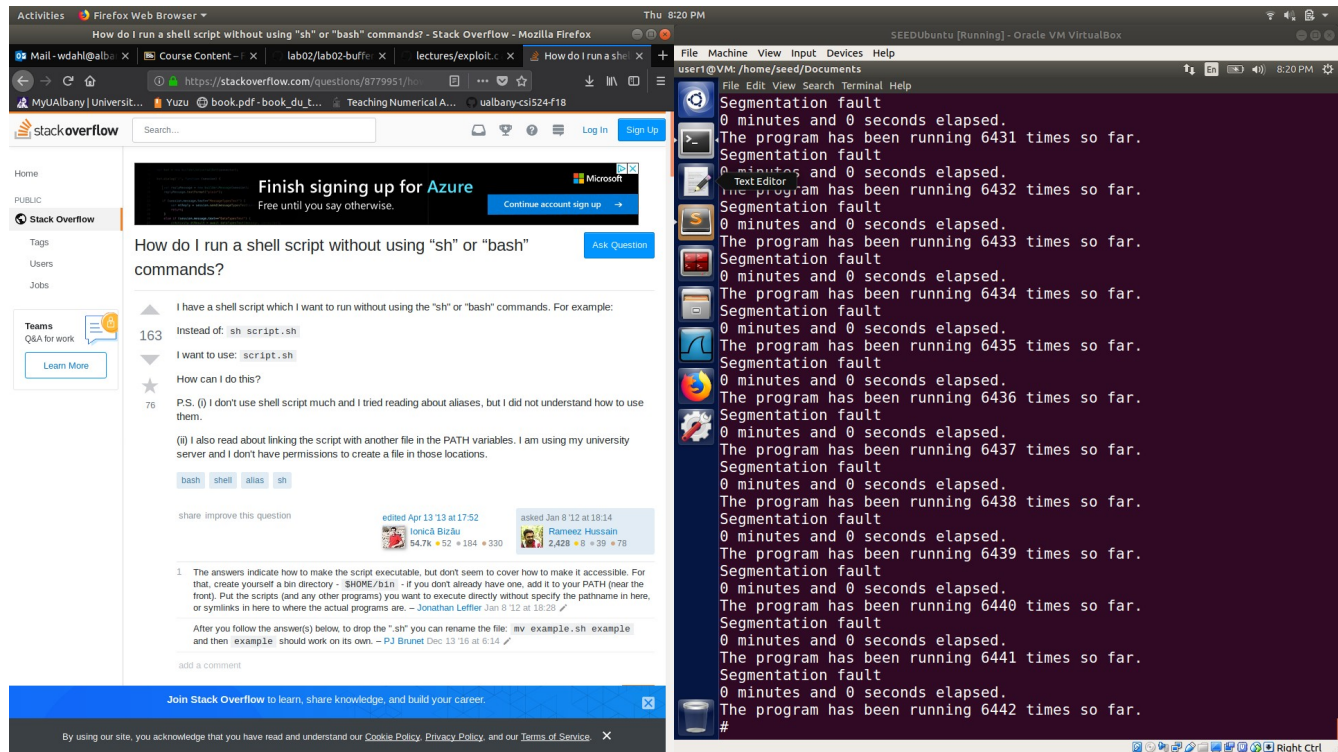 Activities Firefox Web Browser
Thu 8:20 PM
How do I run a shell script without using "sh" or "bash" commands? - Stack Overflow - Mozilla Firefox
Mail - wdahl@alba
Course Content –
lab02/lab02-buffe
lectures/exploit.c
How do I run a shel
https://stackoverflow.com/questions/8779951/ho
MyUAlbany | Universit...
Yuzu
book.pdf - book_du_t...
Teaching Numerical A...
ualbany-csi524-f18
stackoverflow
Search...
Log In
Sign Up
Home
PUBLIC
Stack Overflow
Tags
Users
Jobs
Teams
Q&A for work
Learn More
Finish signing up for Azure
Free until you say otherwise.
Microsoft
Continue account sign up →
How do I run a shell script without using “sh” or “bash”
commands?
Ask Question
163
76
I have a shell script which I want to run without using the "sh" or "bash" commands. For example:
Instead of: sh script.sh
I want to use: script.sh
How can I do this?
P.S. (i) I don't use shell script much and I tried reading about aliases, but I did not understand how to use
them.
(ii) I also read about linking the script with another file in the PATH variables. I am using my university
server and I don't have permissions to create a file in those locations.
bash shell alias sh
share improve this question
edited Apr 13 '13 at 17:52
Ionică Bizău
54.7k 52 184 330
asked Jan 8 '12 at 18:14
Rameez Hussain
2,428 8 39 78
1 The answers indicate how to make the script executable, but don't seem to cover how to make it accessible. For
that, create yourself a bin directory - $HOME/bin - if you don't already have one, add it to your PATH (near the
front). Put the scripts (and any other programs) you want to execute directly without specify the pathname in here,
or symlinks in here to where the actual programs are. – Jonathan Leffler Jan 8 '12 at 18:28
After you follow the answer(s) below, to drop the ".sh" you can rename the file: mv example.sh example
and then example should work on its own. – PJ Brunet Dec 13 '16 at 6:14
add a comment
Join Stack Overflow to learn, share knowledge, and build your career.
By using our site, you acknowledge that you have read and understand our Cookie Policy, Privacy Policy, and our Terms of Service.
SEEDUbuntu [Running] - Oracle VM VirtualBox
File Machine View Input Devices Help
user1@VM: /home/seed/Documents
En
8:20 PM
File Edit View Search Terminal Help
Text Editor
Segmentation fault
0 minutes and 0 seconds elapsed.
The program has been running 6431 times so far.
Segmentation fault
0 minutes and 0 seconds elapsed.
The program has been running 6432 times so far.
Segmentation fault
0 minutes and 0 seconds elapsed.
The program has been running 6433 times so far.
Segmentation fault
0 minutes and 0 seconds elapsed.
The program has been running 6434 times so far.
Segmentation fault
0 minutes and 0 seconds elapsed.
The program has been running 6435 times so far.
Segmentation fault
0 minutes and 0 seconds elapsed.
The program has been running 6436 times so far.
Segmentation fault
0 minutes and 0 seconds elapsed.
The program has been running 6437 times so far.
Segmentation fault
0 minutes and 0 seconds elapsed.
The program has been running 6438 times so far.
Segmentation fault
0 minutes and 0 seconds elapsed.
The program has been running 6439 times so far.
Segmentation fault
0 minutes and 0 seconds elapsed.
The program has been running 6440 times so far.
Segmentation fault
0 minutes and 0 seconds elapsed.
The program has been running 6441 times so far.
Segmentation fault
0 minutes and 0 seconds elapsed.
The program has been running 6442 times so far.
#
Right Ctrl